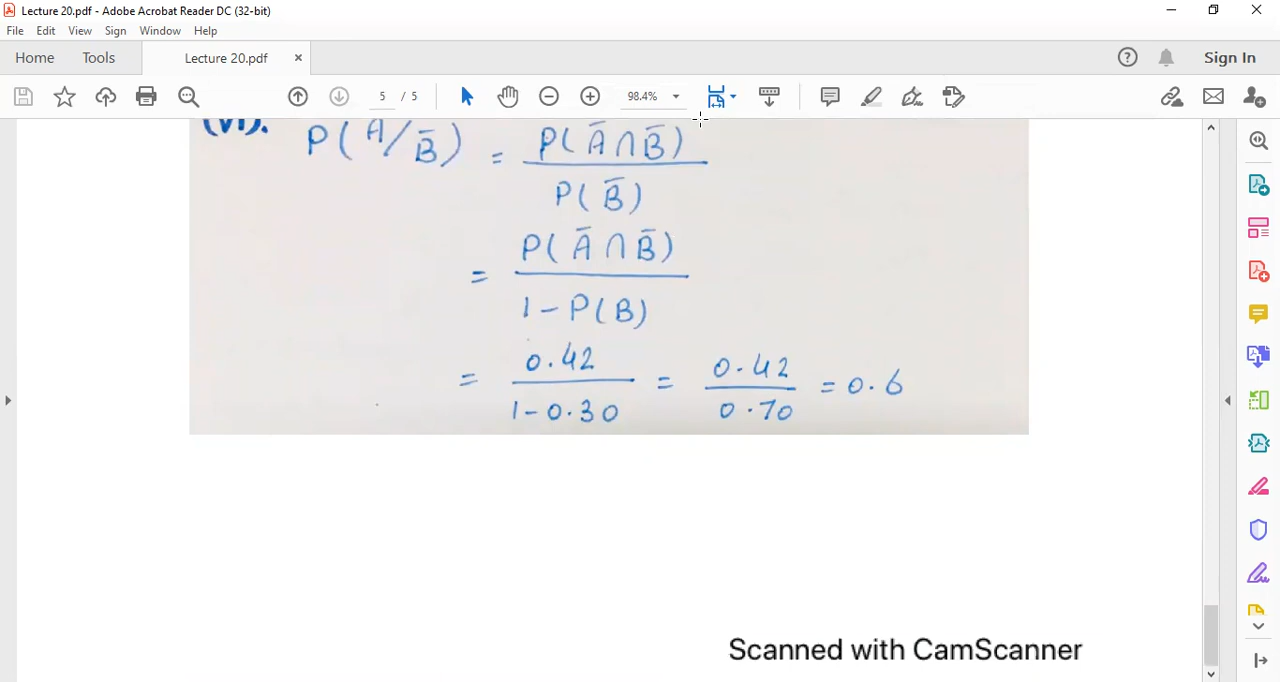 Lecture 20.pdf - Adobe Acrobat Reader DC (32-bit)
File Edit View Sign Window Help
Home Tools Lecture 20.pdf × Sign In
5 / 5 98.4%
(VI). P( A/B̅ ) = P( A̅ ∩ B̅ )
P( B̅ )
= P( A̅ ∩ B̅ )
1 - P(B)
= 0.42 = 0.42 = 0.6
1 - 0.30 0.70
Scanned with CamScanner